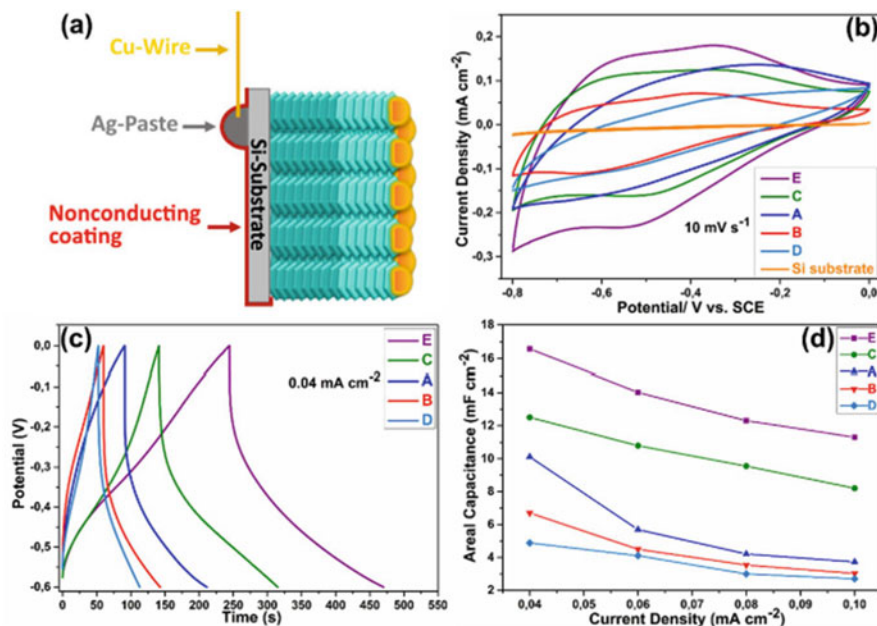 (a)
Cu-Wire
Ag-Paste
Nonconducting
coating
Si-Substrate
(b)
Current Density (mA cm⁻²)
0,2
0,1
0,0
-0,1
-0,2
-0,3
E
C
A
B
D
Si substrate
10 mV s⁻¹
-0,8
-0,6
-0,4
-0,2
0,0
Potential/ V vs. SCE
(c)
Potential (V)
0,0
-0,1
-0,2
-0,3
-0,4
-0,5
-0,6
E
C
A
B
D
0.04 mA cm⁻²
0 50 100 150 200 250 300 350 400 450 500
Time (s)
(d)
Areal Capacitance (mF cm⁻²)
18
16
14
12
10
8
6
4
2
E
C
A
B
D
0,04 0,05 0,06 0,07 0,08 0,09 0,10
Current Density (mA cm⁻²)